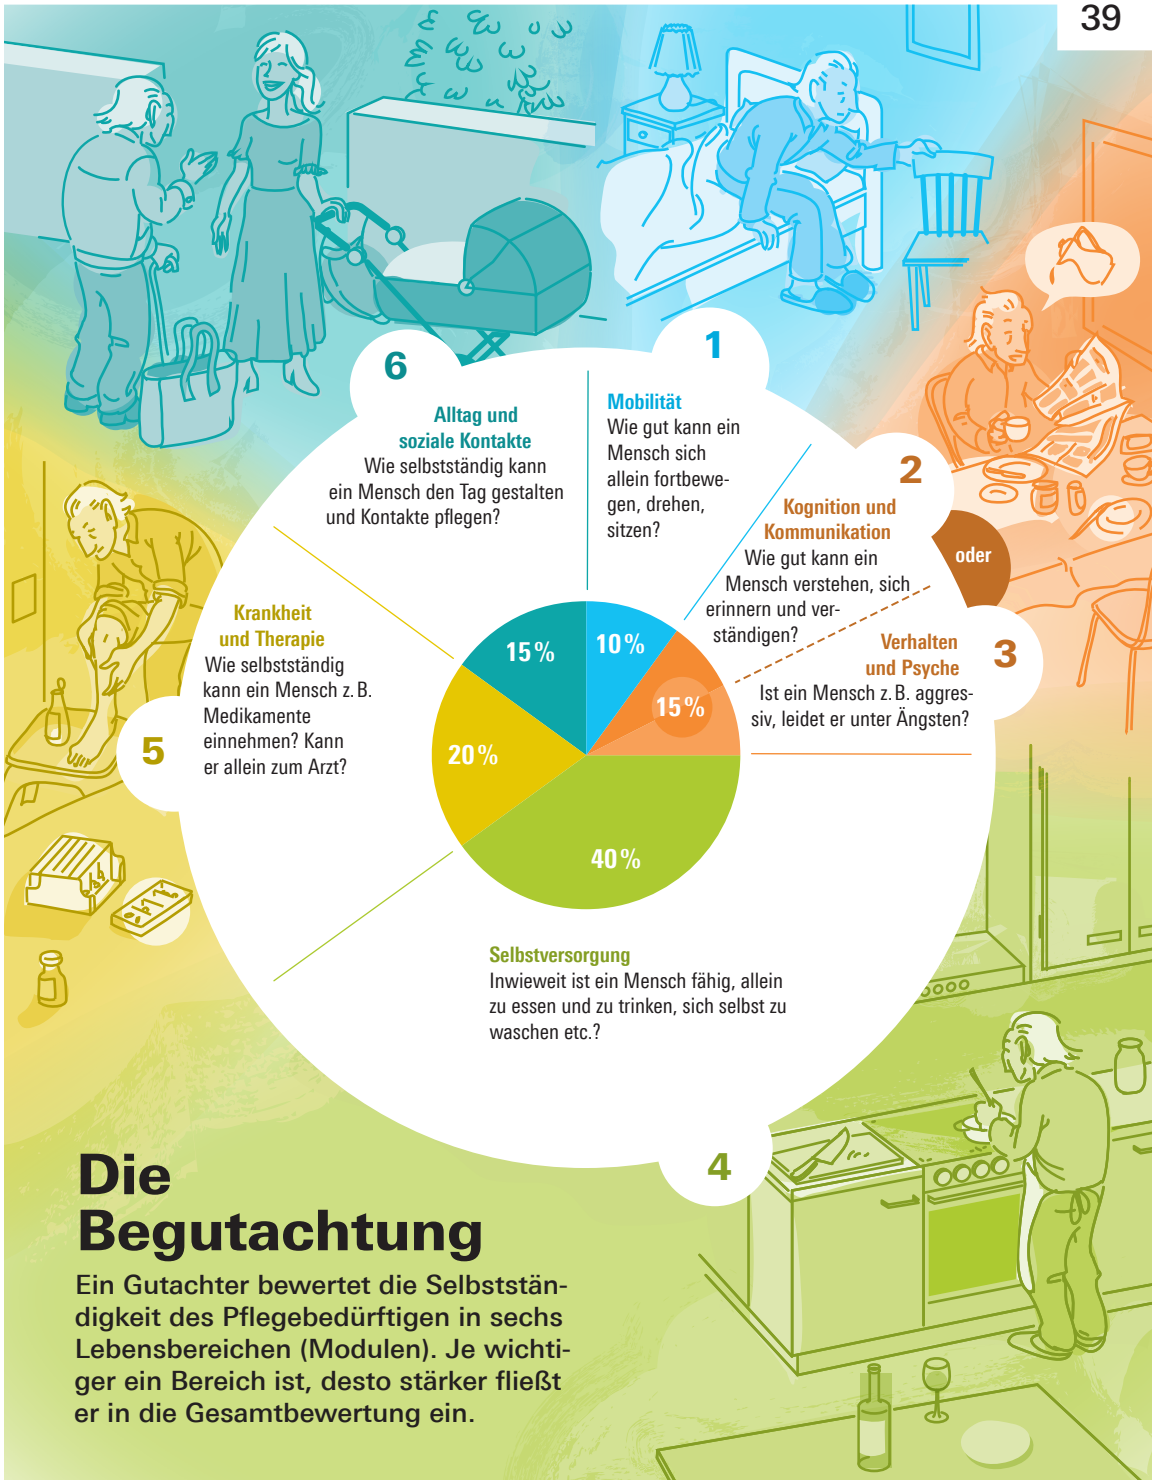 39
6
Alltag und
soziale Kontakte
Wie selbstständig kann
ein Mensch den Tag gestalten
und Kontakte pflegen?
1
Mobilität
Wie gut kann ein
Mensch sich
allein fortbewe-
gen, drehen,
sitzen?
2
Kognition und
Kommunikation
Wie gut kann ein
Mensch verstehen, sich
erinnern und ver-
ständigen?
oder
3
Verhalten
und Psyche
Ist ein Mensch z. B. aggres-
siv, leidet er unter Ängsten?
5
Krankheit
und Therapie
Wie selbstständig
kann ein Mensch z. B.
Medikamente
einnehmen? Kann
er allein zum Arzt?
15 %
10 %
15 %
20 %
40 %
Selbstversorgung
Inwieweit ist ein Mensch fähig, allein
zu essen und zu trinken, sich selbst zu
waschen etc.?
4
Die
Begutachtung
Ein Gutachter bewertet die Selbststän-
digkeit des Pflegebedürftigen in sechs
Lebensbereichen (Modulen). Je wichti-
ger ein Bereich ist, desto stärker fließt
er in die Gesamtbewertung ein.